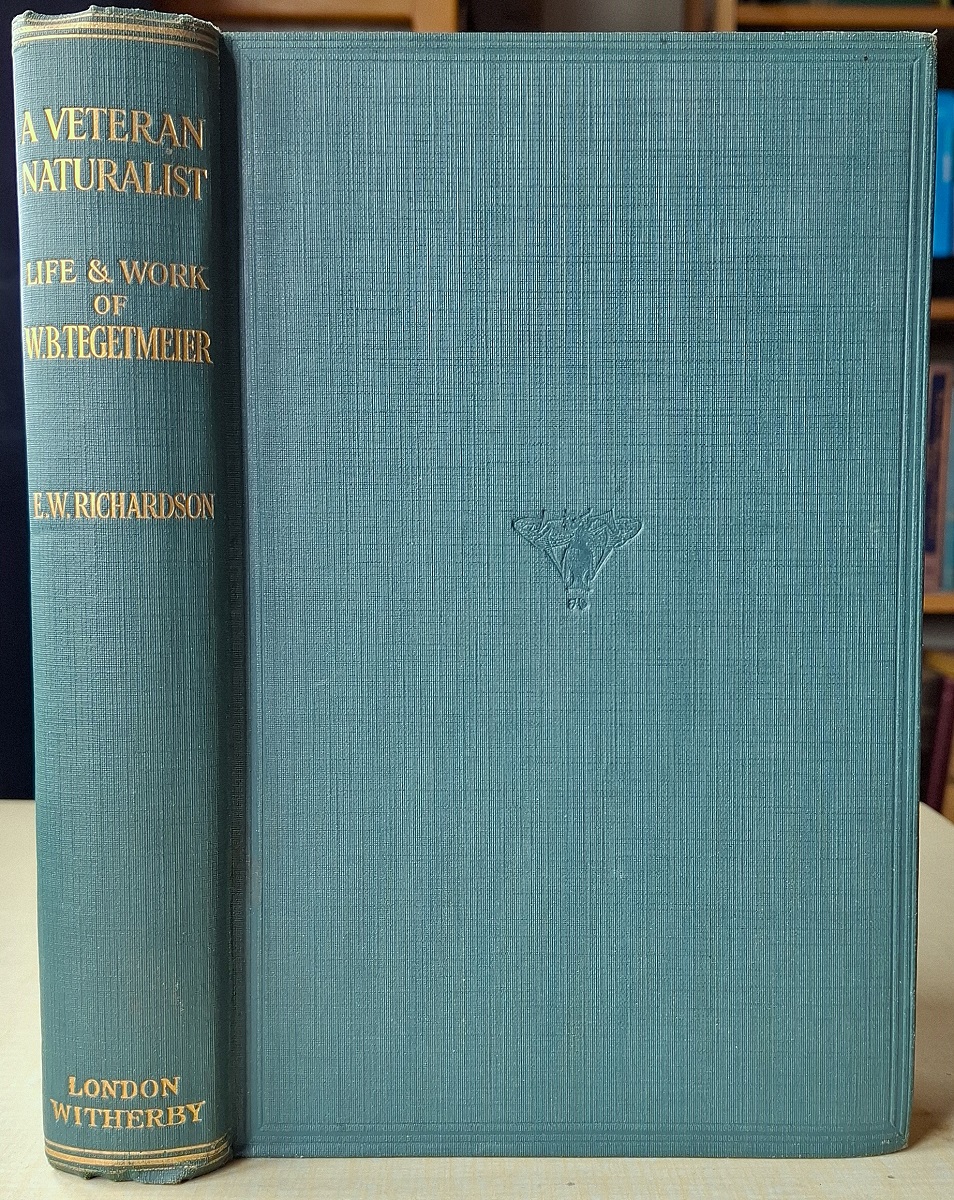 A VETERAN
NATURALIST
LIFE & WORK
OF
W.B. TEGETMEIER
E.W. RICHARDSON
LONDON
WITHERBY